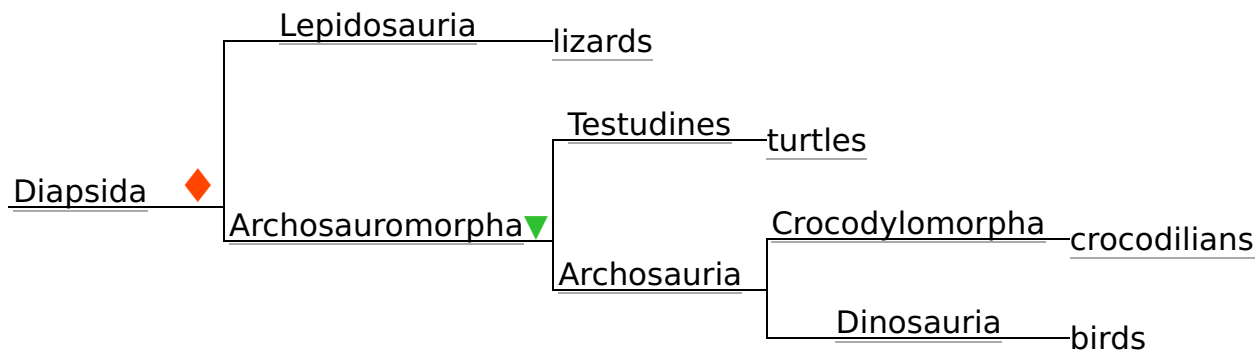 Lepidosauria
lizards
Testudines
turtles
Diapsida
Archosauromorpha
Crocodylomorpha
crocodilians
Archosauria
Dinosauria
birds